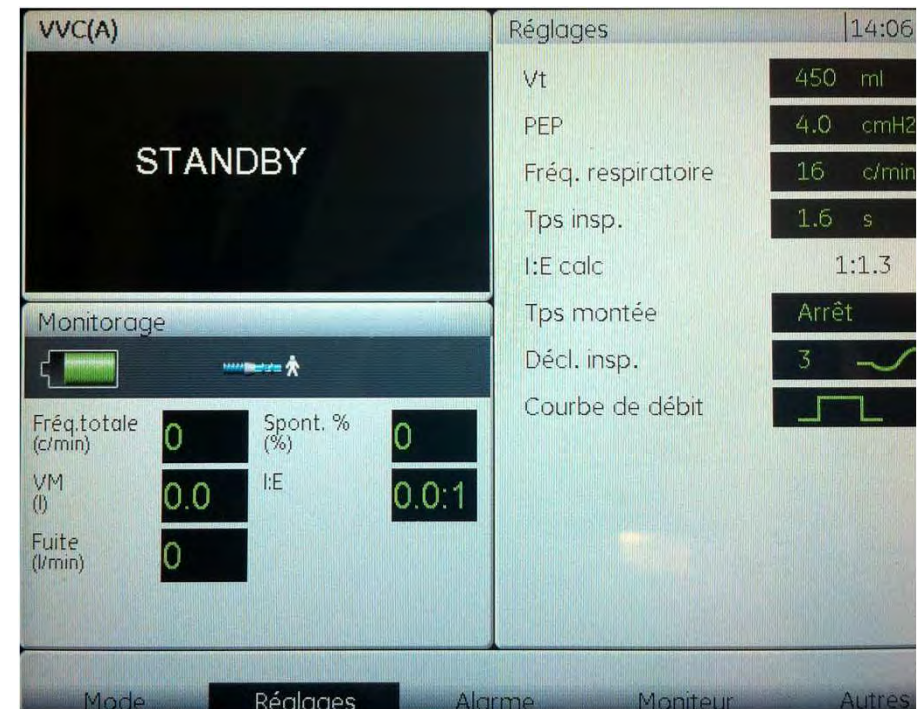 VVC(A)
STANDBY
Réglages 14:06
Vt 450 ml
PEP 4.0 cmH2
Fréq. respiratoire 16 c/min
Tps insp. 1.6 s
I:E calc 1:1.3
Tps montée Arrêt
Décl. insp. 3
Courbe de débit
Monitorage
Fréq.totale 0 Spont. % 0
(c/min) (%)
VM 0.0 I:E 0.0:1
(l)
Fuite 0
(l/min)
Mode Réglages Alarme Moniteur Autres